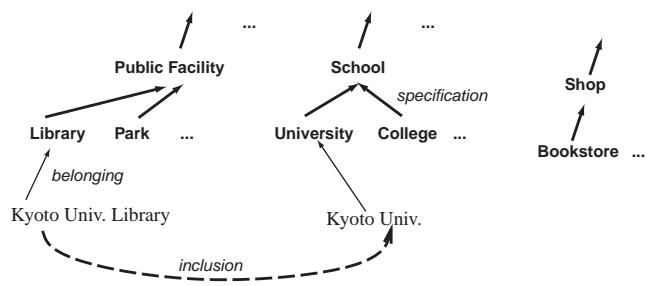 ... ...
Public Facility School
Shop
specification
Library Park ... University College ...
Bookstore ...
belonging
Kyoto Univ. Library Kyoto Univ.
inclusion